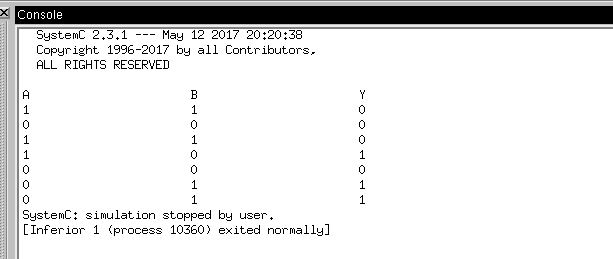 Console
SystemC 2.3.1 --- May 12 2017 20:20:38
Copyright 1996-2017 by all Contributors,
ALL RIGHTS RESERVED
A B Y
1 1 0
0 0 0
1 1 0
1 0 1
0 0 0
0 1 1
0 1 1
SystemC: simulation stopped by user.
[Inferior 1 (process 10360) exited normally]